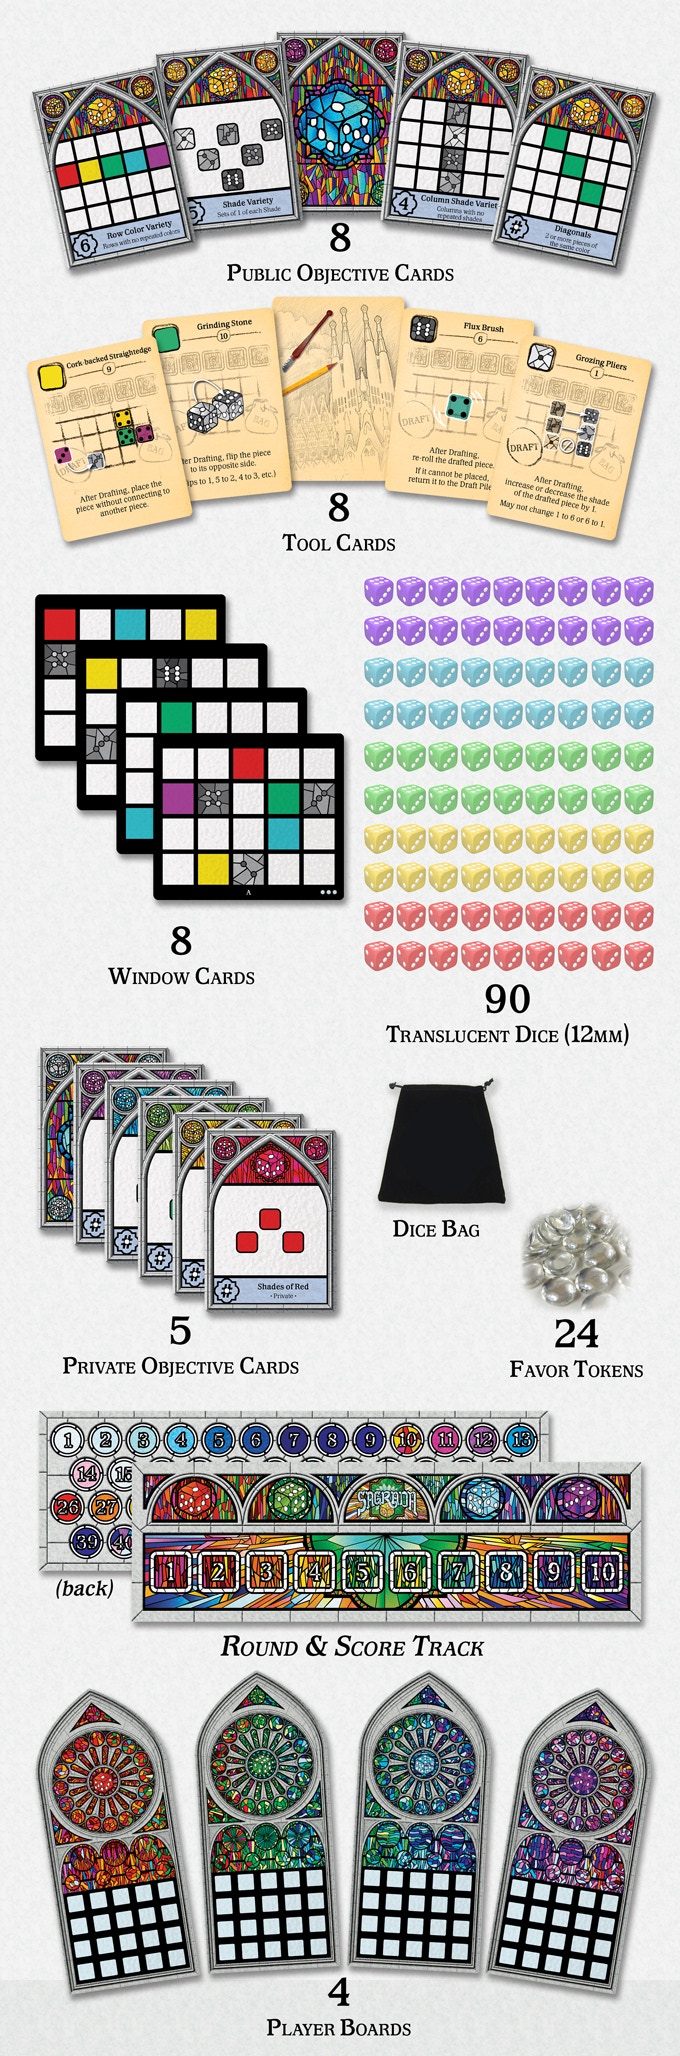 6
Row Color Variety
Rows with no repeated colors
5
Shade Variety
Sets of 1 of each Shade
4
Column Shade Variet
Columns with no
repeated shades
#
Diagonals
2 or more pieces of
the same color
8
Public Objective Cards
Cork-backed Straightedge
9
DRAFT
After Drafting, place the
piece without connecting to
another piece.
Grinding Stone
10
er Drafting, flip the piece
to its opposite side.
ips to 1, 5 to 2, 4 to 3, etc.)
Flux Brush
6
DRAFT
After Drafting,
re-roll the drafted piece.
If it cannot be placed,
return it to the Draft Pile
Grozing Pliers
1
DRAFT
BAG
After Drafting,
increase or decrease the shade
of the drafted piece by 1.
May not change 1 to 6 or 6 to 1.
8
Tool Cards
A
8
Window Cards
90
Translucent Dice (12mm)
#
#
#
#
#
Shades of Red
• Private •
5
Private Objective Cards
Dice Bag
24
Favor Tokens
1 2 3 4 5 6 7 8 9 10 11 12 13
14 15
26 27
39 40
(back)
SAGRADA
1 2 3 4 5 6 7 8 9 10
Round & Score Track
4
Player Boards